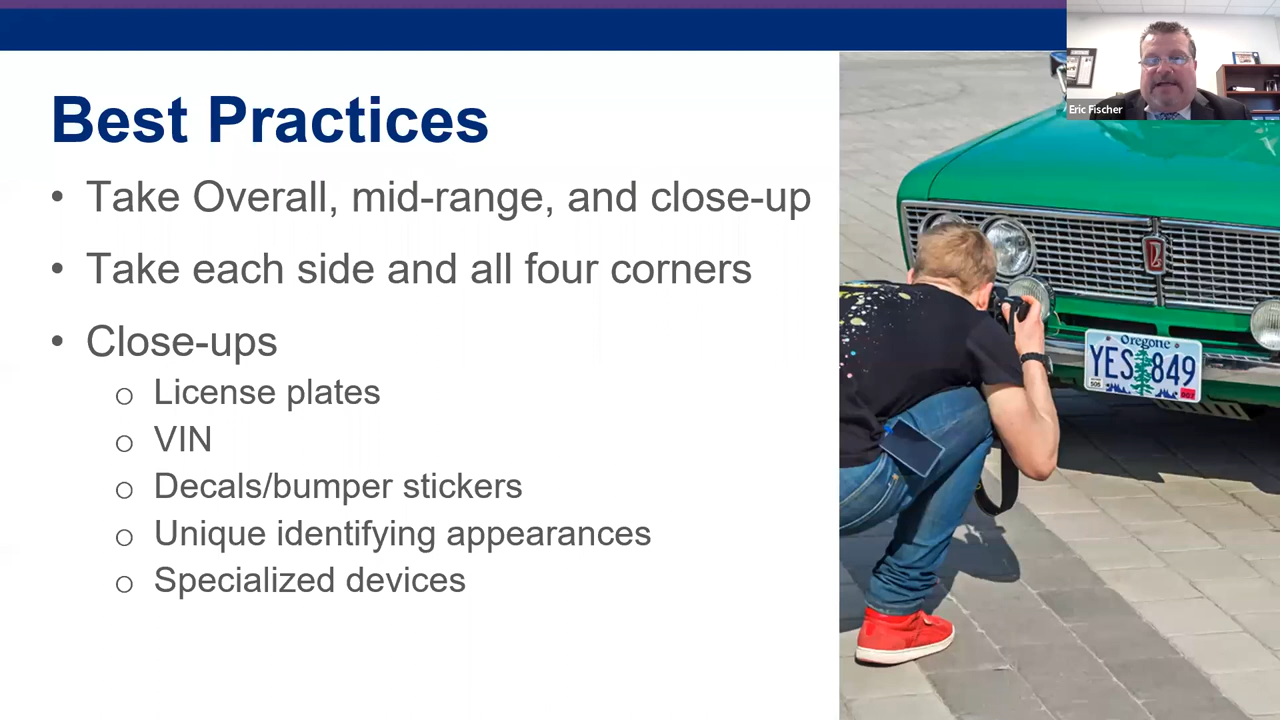 Best Practices
• Take Overall, mid-range, and close-up
• Take each side and all four corners
• Close-ups
o License plates
o VIN
o Decals/bumper stickers
o Unique identifying appearances
o Specialized devices
Eric Fischer
Oregon
YES 849